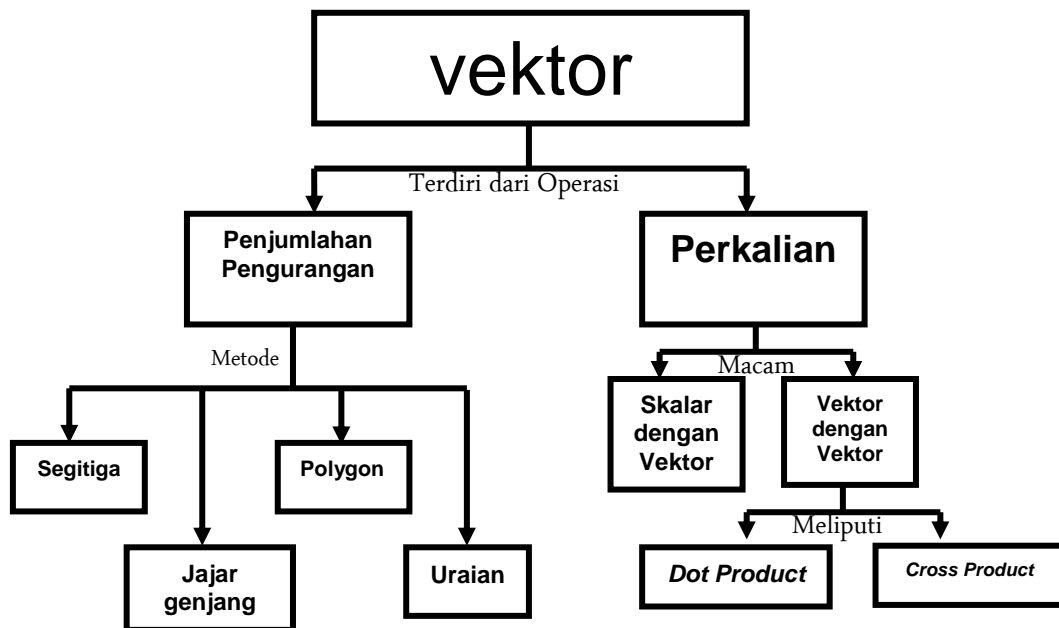 vektor
Terdiri dari Operasi
Penjumlahan
Pengurangan
Perkalian
Metode
Macam
Segitiga
Polygon
Skalar
dengan
Vektor
Vektor
dengan
Vektor
Jajar
genjang
Uraian
Meliputi
Dot Product
Cross Product